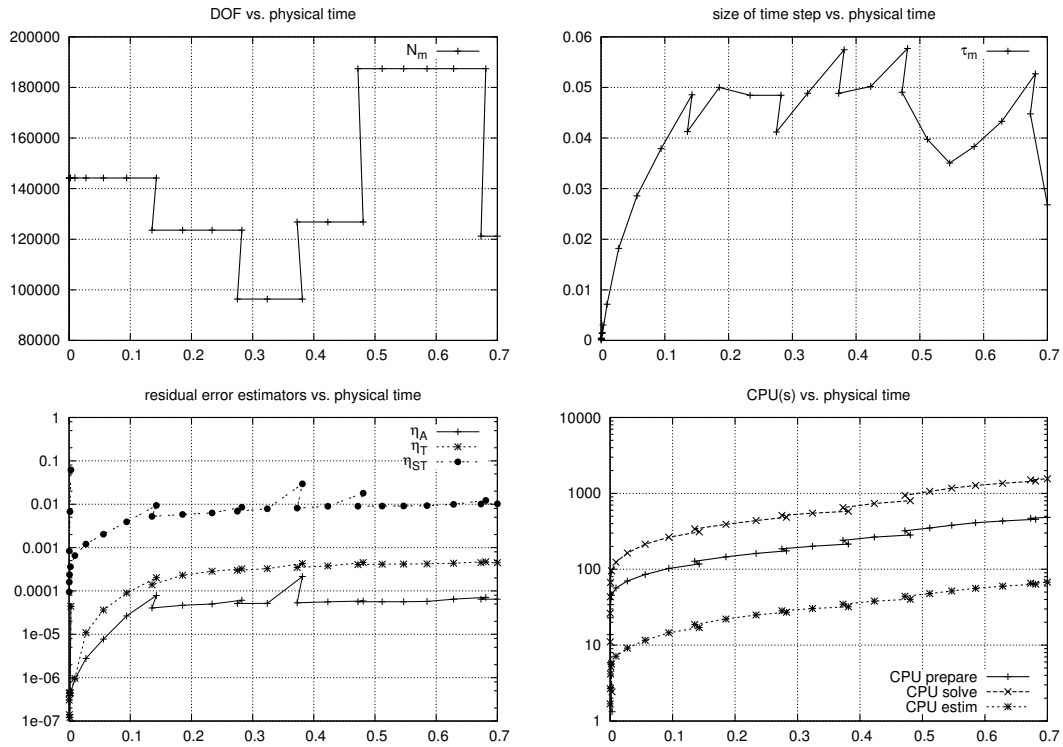 DOF vs. physical time
200000
180000
160000
140000
120000
100000
80000
0 0.1 0.2 0.3 0.4 0.5 0.6 0.7
N_m
size of time step vs. physical time
0.06
0.05
0.04
0.03
0.02
0.01
0
0 0.1 0.2 0.3 0.4 0.5 0.6 0.7
τ_m
residual error estimators vs. physical time
1
0.1
0.01
0.001
0.0001
1e-05
1e-06
1e-07
0 0.1 0.2 0.3 0.4 0.5 0.6 0.7
η_A
η_T
η_ST
CPU(s) vs. physical time
10000
1000
100
10
1
0 0.1 0.2 0.3 0.4 0.5 0.6 0.7
CPU prepare
CPU solve
CPU estim